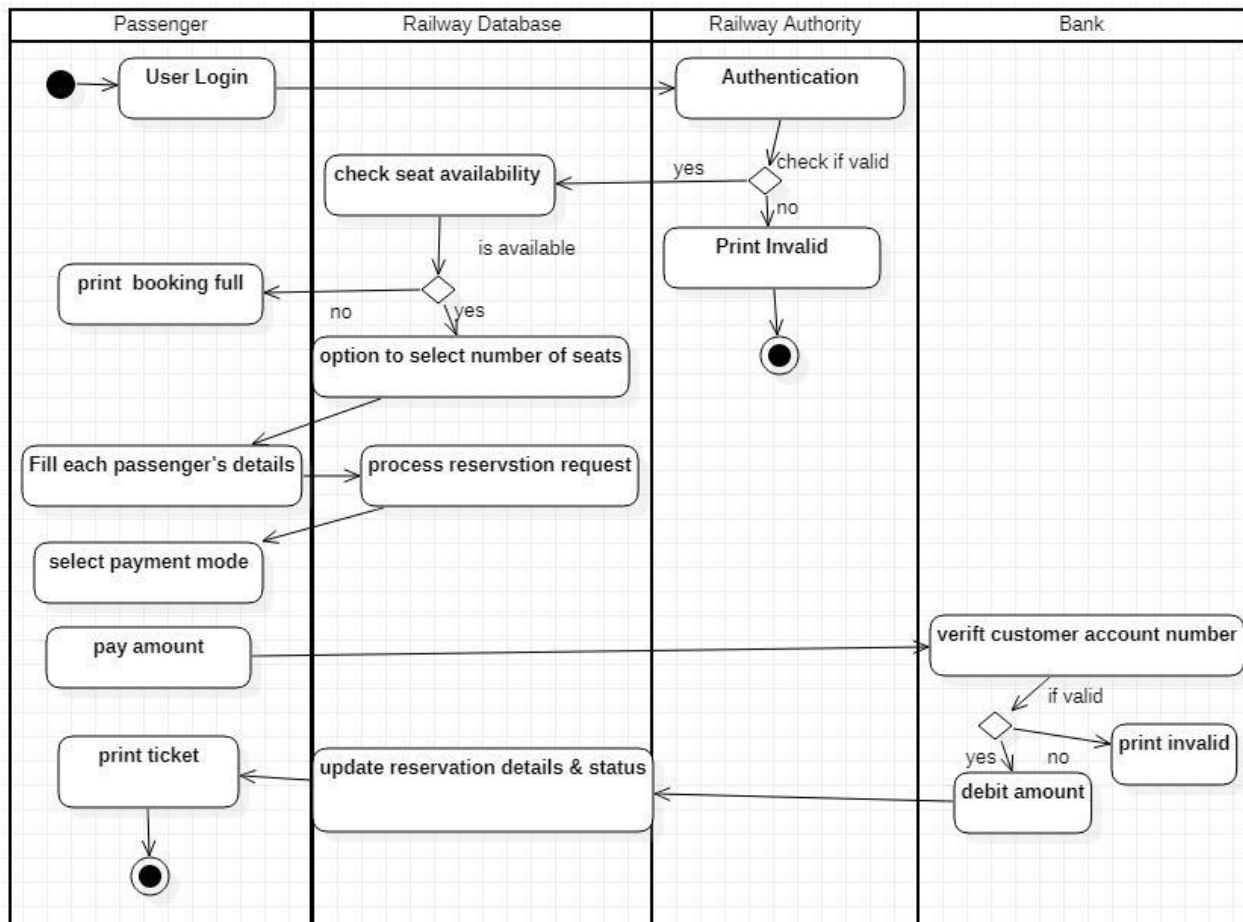 Passenger
Railway Database
Railway Authority
Bank
User Login
Authentication
check if valid
yes
check seat availability
no
Print Invalid
is available
print  booking full
no
yes
option to select number of seats
Fill each passenger's details
process reservstion request
select payment mode
pay amount
verift customer account number
if valid
print ticket
update reservation details & status
print invalid
yes
no
debit amount